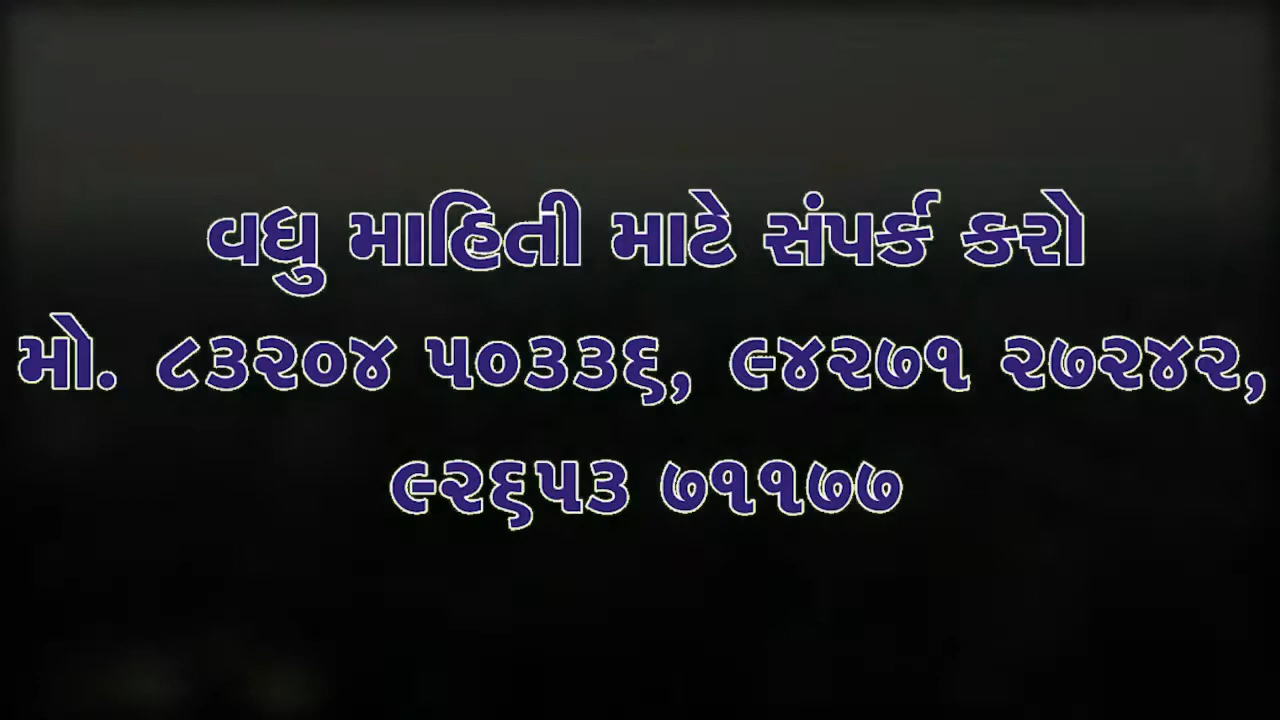 વધુ માહિતી માટે સંપર્ક કરો
મો. ૮૩૨૦૪ ૫૦૩૩૬, ૯૪૨૭૧ ૨૭૨૪૨,
૯૨૬૫૩ ૭૧૧૭૭